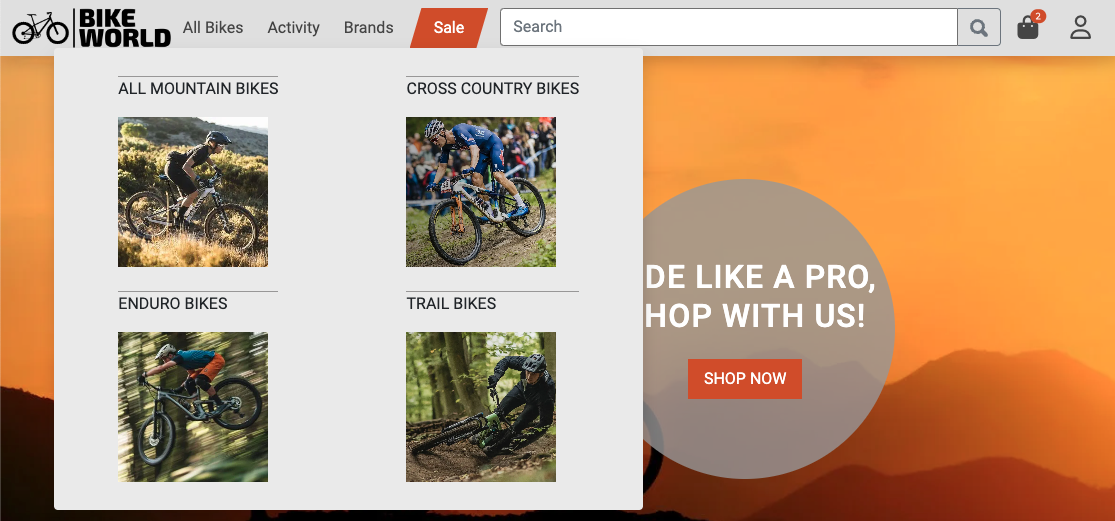 BIKE
WORLD
All Bikes
Activity
Brands
Sale
Search
2
ALL MOUNTAIN BIKES
CROSS COUNTRY BIKES
ENDURO BIKES
TRAIL BIKES
DE LIKE A PRO,
HOP WITH US!
SHOP NOW